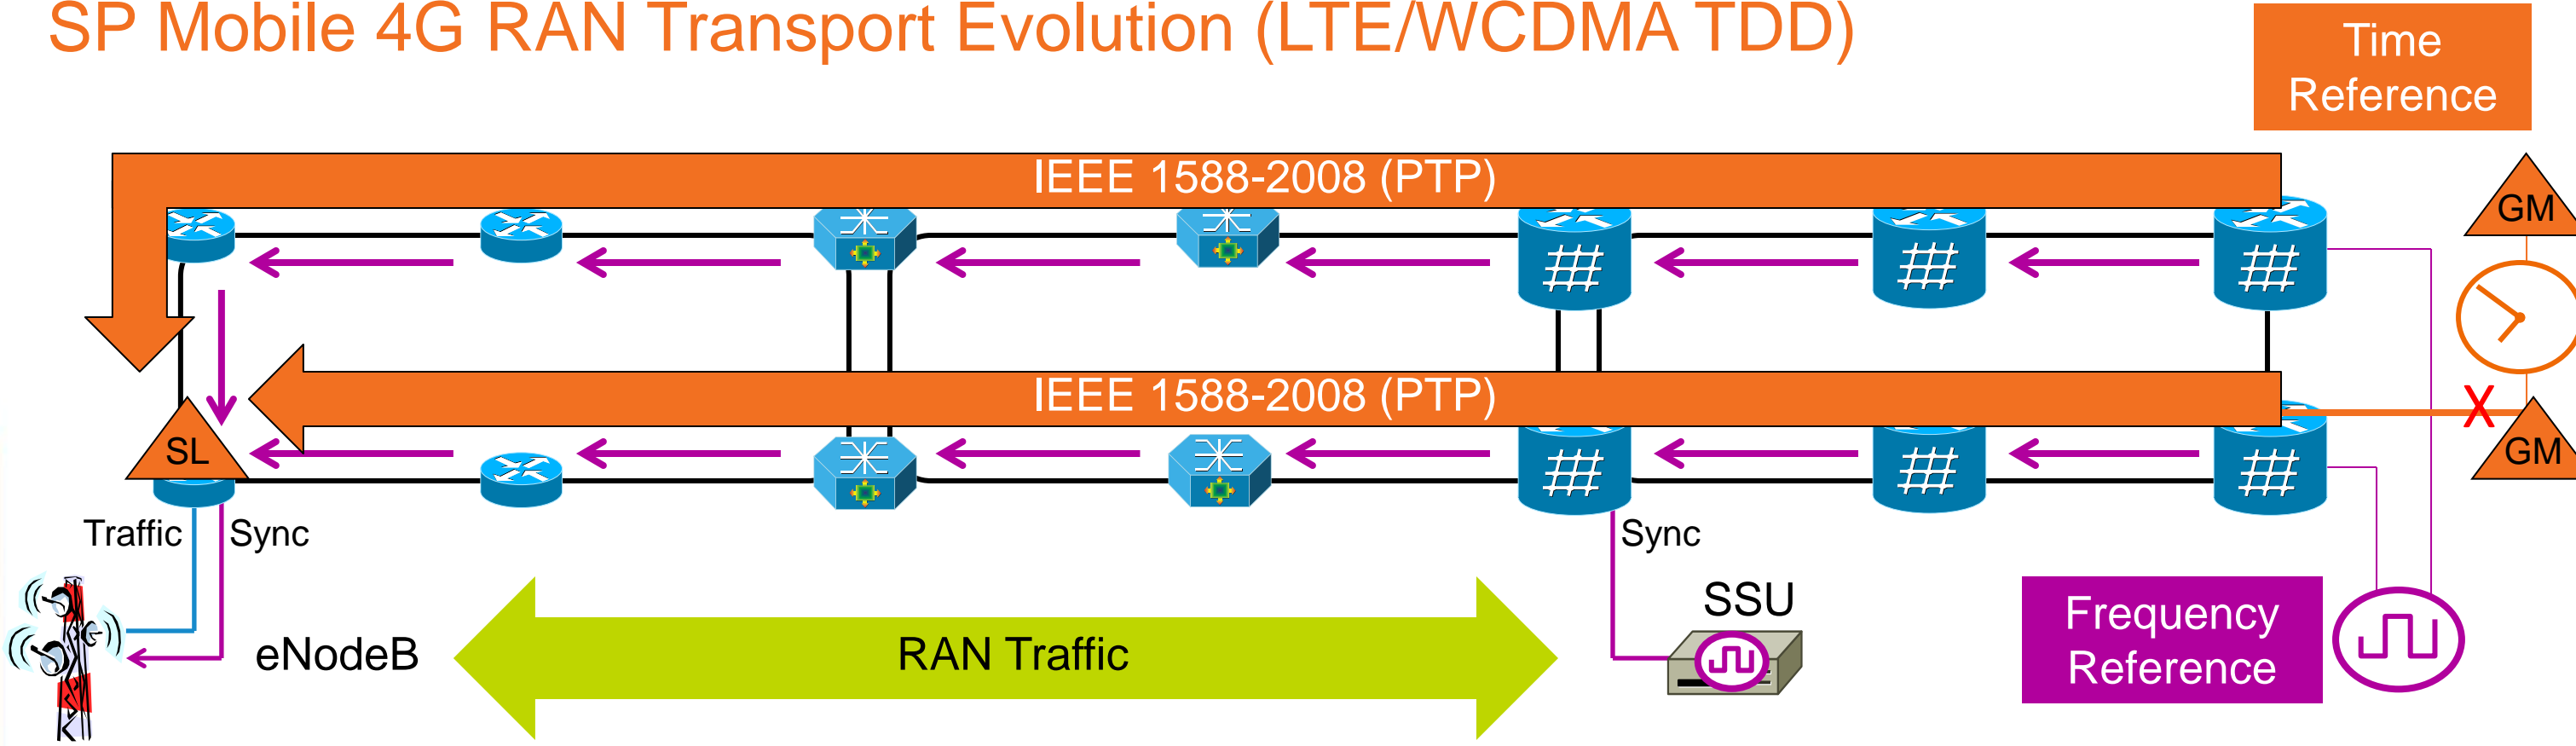 SP Mobile 4G RAN Transport Evolution (LTE/WCDMA TDD)
Time
Reference
IEEE 1588-2008 (PTP)
GM
IEEE 1588-2008 (PTP)
X
SL
GM
Traffic
Sync
Sync
SSU
eNodeB
RAN Traffic
Frequency
Reference